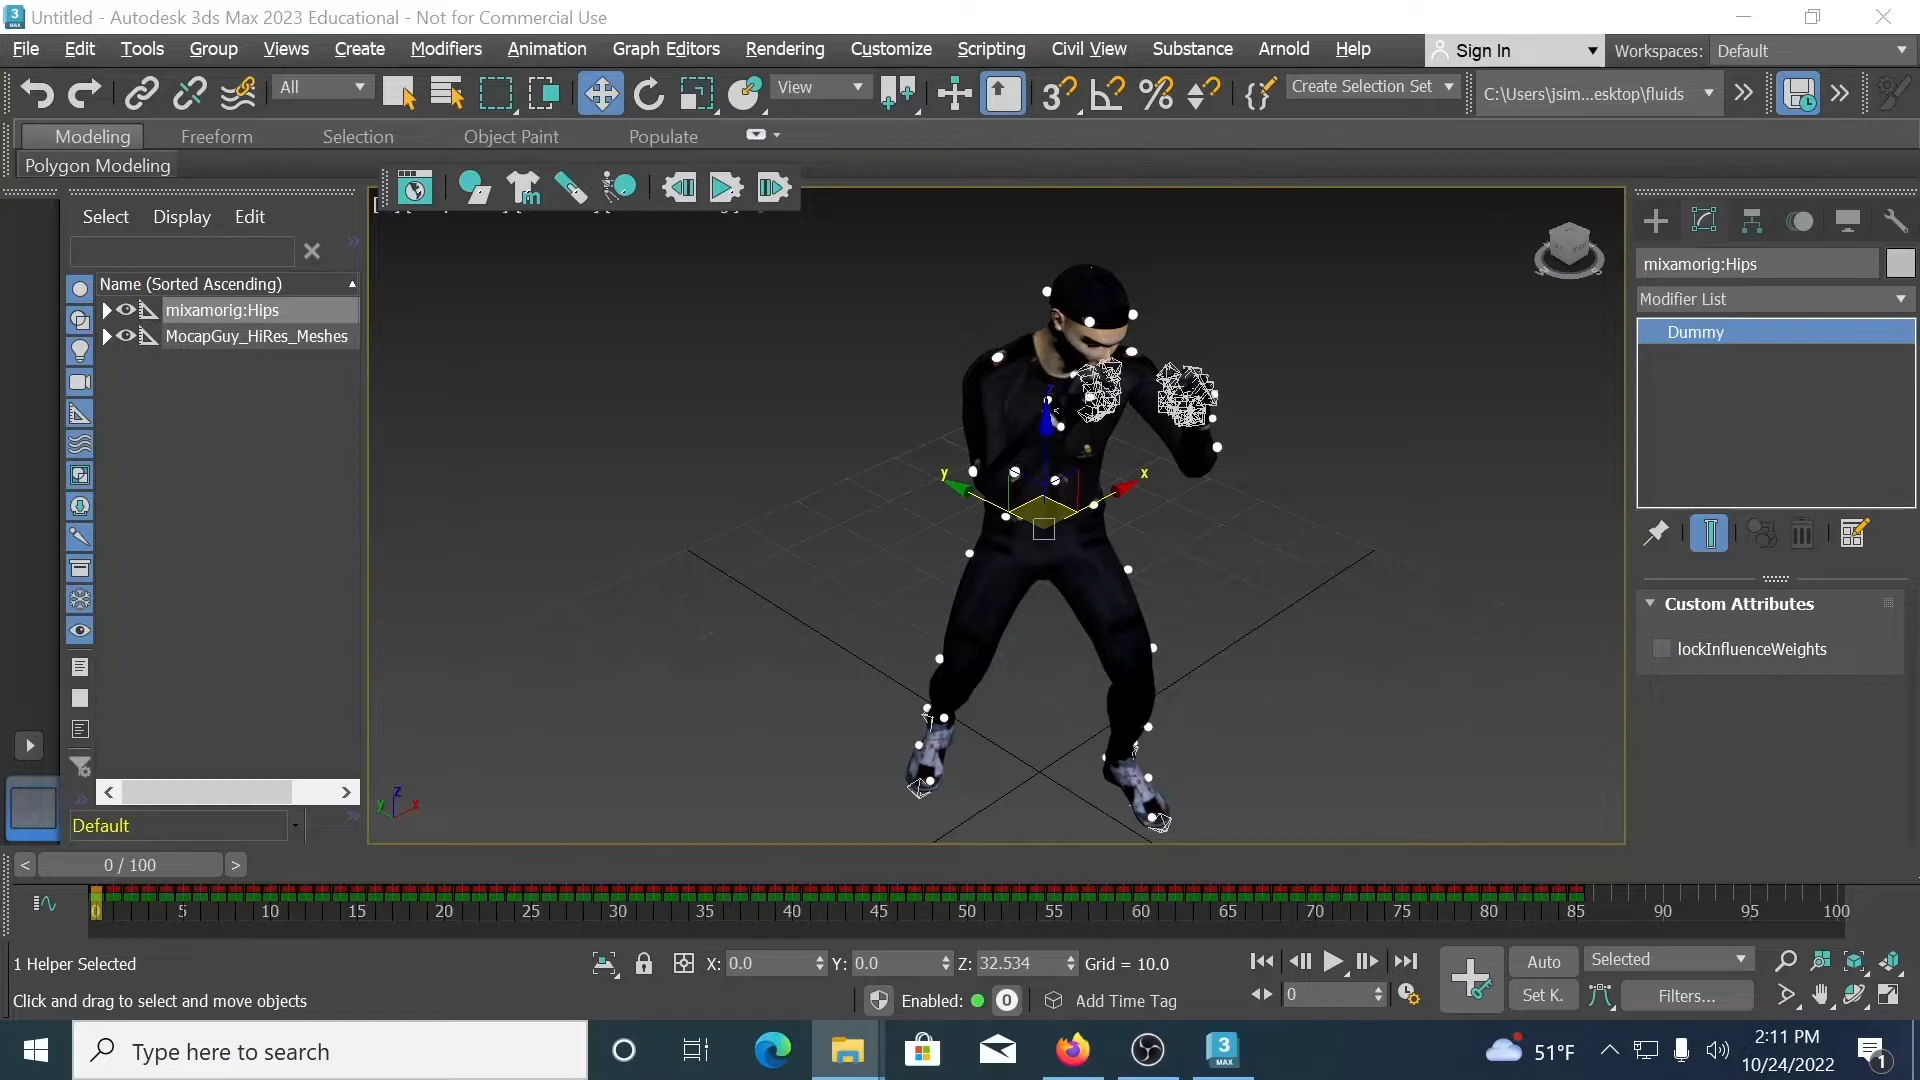 Untitled - Autodesk 3ds Max 2023 Educational - Not for Commercial Use
File Edit Tools Group Views Create Modifiers Animation Graph Editors Rendering Customize Scripting Civil View Substance Arnold Help Sign In Workspaces: Default
All View Create Selection Set C:\Users\jsim...esktop\fluids
Modeling Freeform Selection Object Paint Populate
Polygon Modeling
Select Display Edit
Name (Sorted Ascending)
mixamorig:Hips
MocapGuy_HiRes_Meshes
Default
z
y
x
z
y
x
mixamorig:Hips
Modifier List
Dummy
Custom Attributes
lockInfluenceWeights
0 / 100
0 5 10 15 20 25 30 35 40 45 50 55 60 65 70 75 80 85 90 95 100
1 Helper Selected X: 0.0 Y: 0.0 Z: 32.534 Grid = 10.0 Auto Selected
Click and drag to select and move objects Enabled: 0 Add Time Tag 0 Set K. Filters...
Type here to search 3 MAX 51°F 2:11 PM
10/24/2022 1